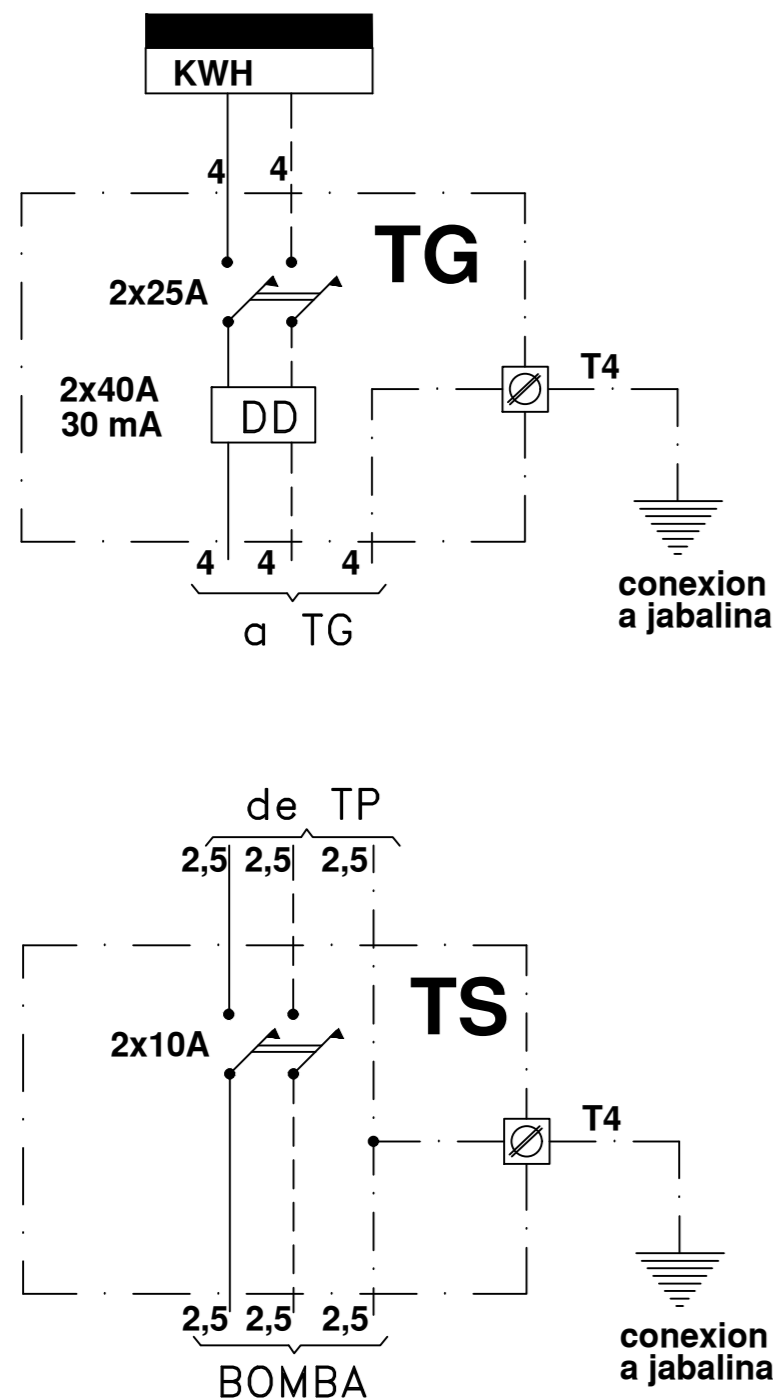 KWH
4 4
TG
2x25A
2x40A
30 mA
DD
T4
4 4 4
a TG
conexion
a jabalina
de TP
2,5 2,5 2,5
TS
2x10A
T4
2,5 2,5 2,5
BOMBA
conexion
a jabalina